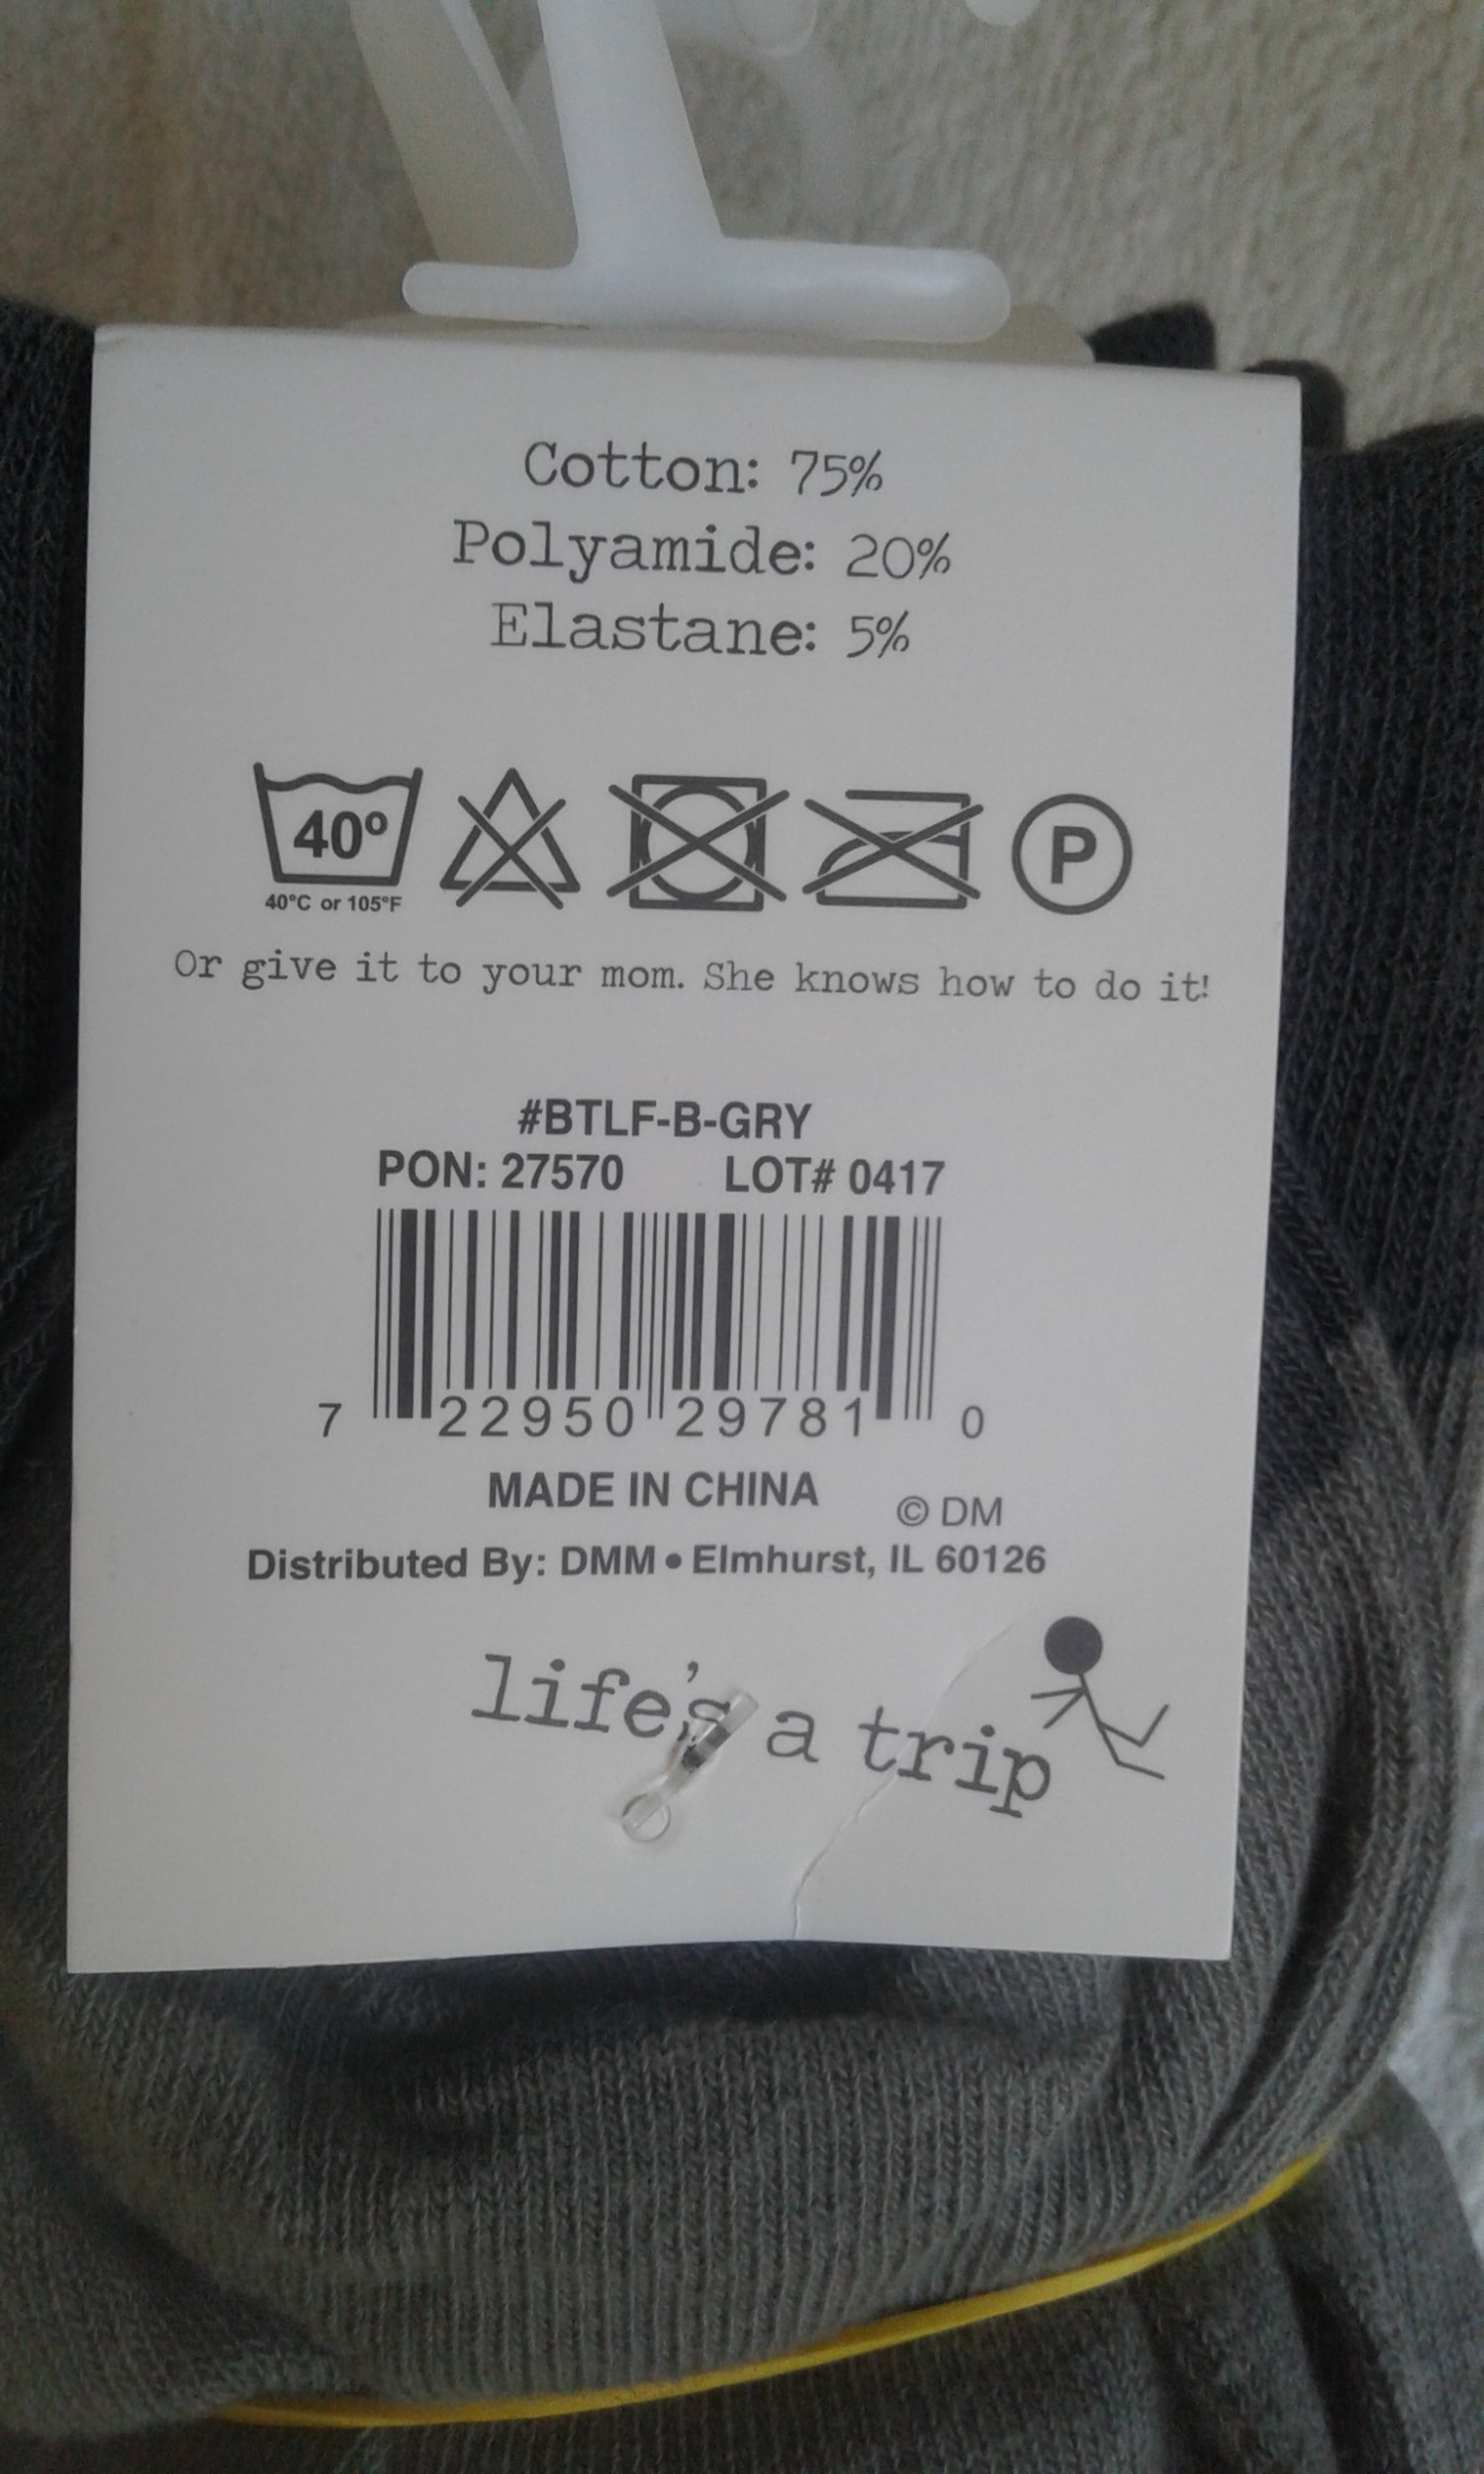 Cotton: 75%
Polyamide: 20%
Elastane: 5%
40º P
40°C or 105°F
Or give it to your mom. She knows how to do it!
#BTLF-B-GRY
PON: 27570 LOT# 0417
7 22950 29781 0
MADE IN CHINA © DM
Distributed By: DMM • Elmhurst, IL 60126
life's a trip